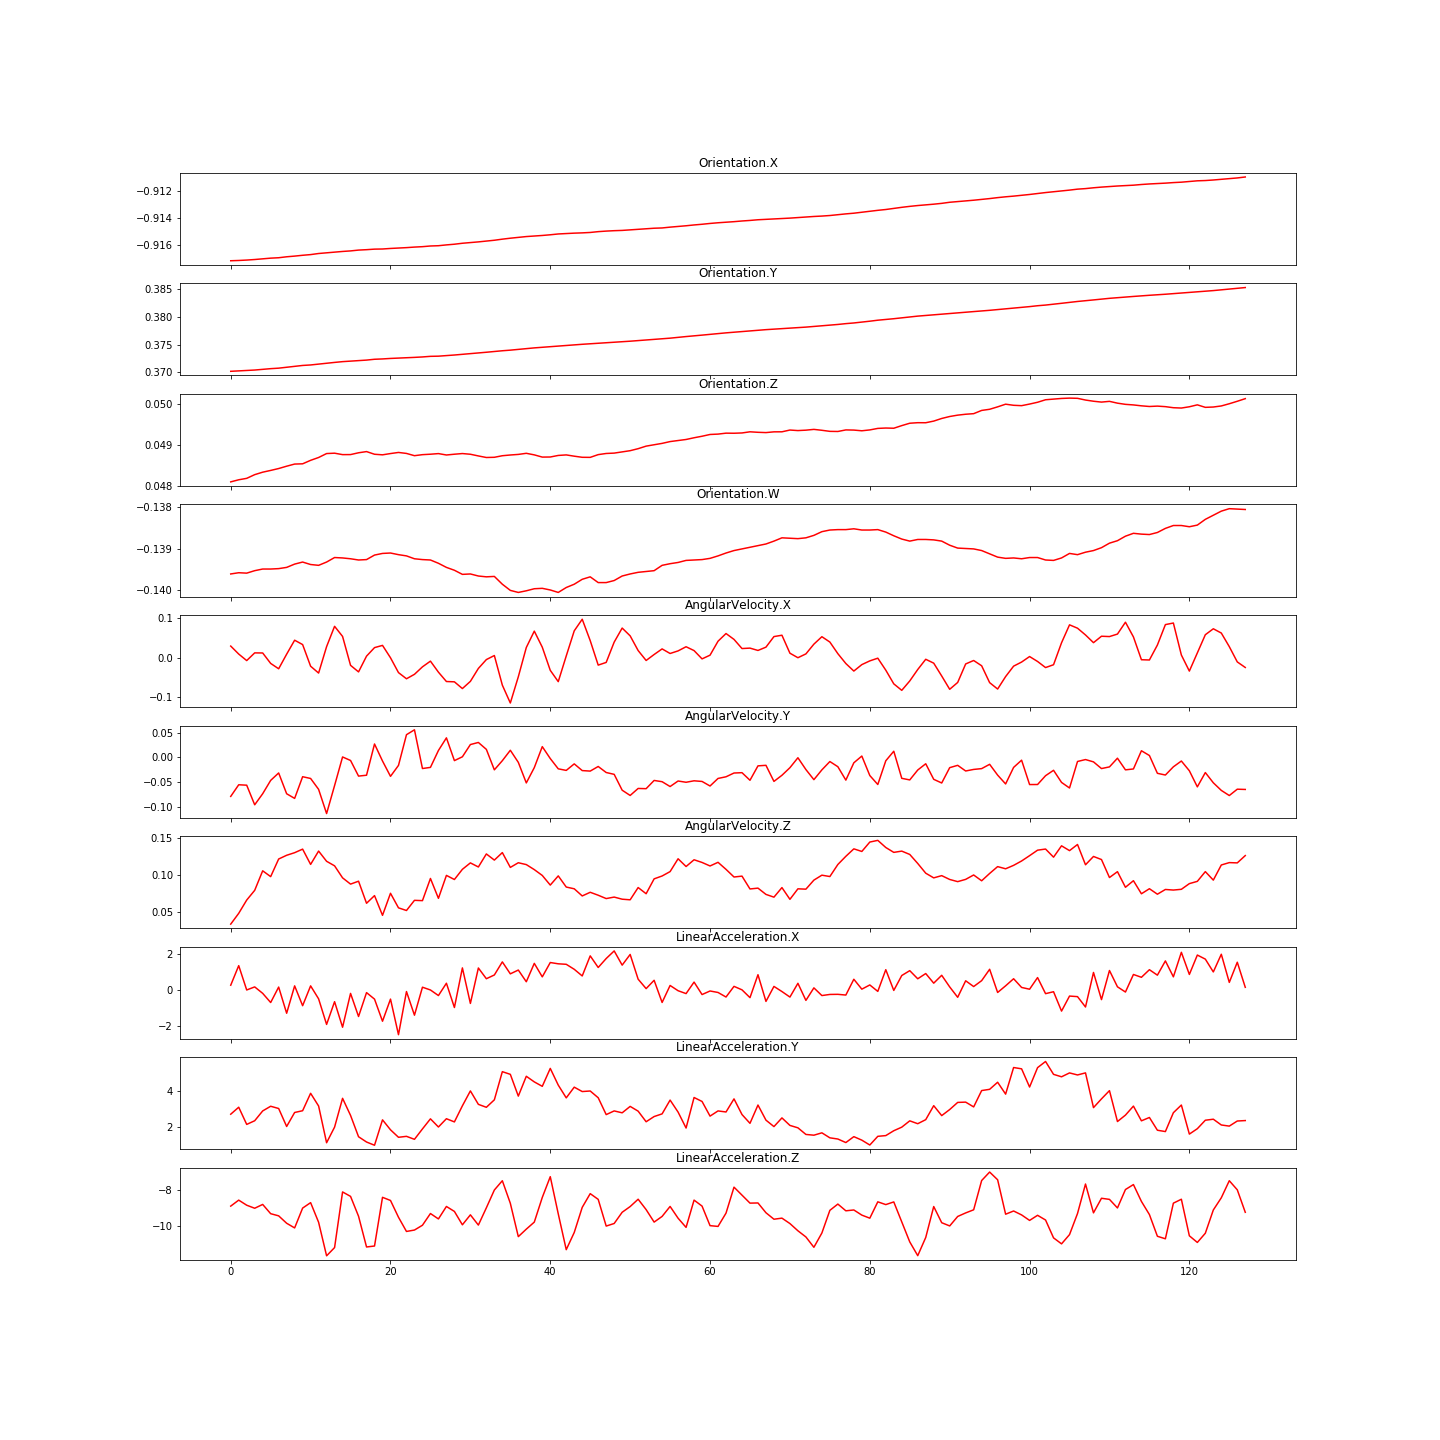 Orientation.X
−0.912
−0.914
−0.916
Orientation.Y
0.385
0.380
0.375
0.370
Orientation.Z
0.050
0.049
0.048
Orientation.W
−0.138
−0.139
−0.140
AngularVelocity.X
0.1
0.0
−0.1
AngularVelocity.Y
0.05
0.00
−0.05
−0.10
AngularVelocity.Z
0.15
0.10
0.05
LinearAcceleration.X
2
0
−2
LinearAcceleration.Y
4
2
LinearAcceleration.Z
−8
−10
0 20 40 60 80 100 120